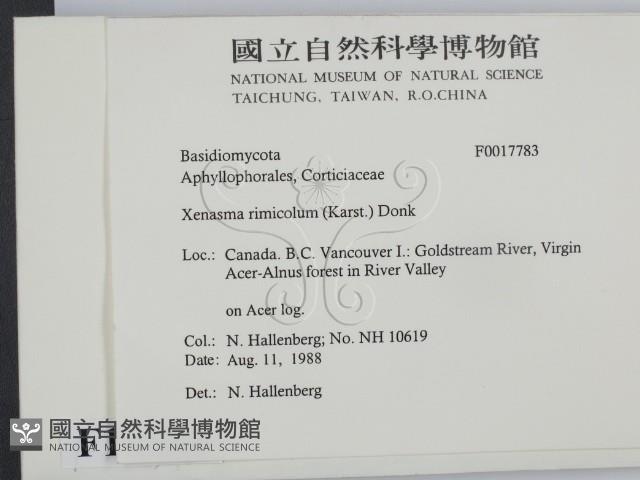 國立自然科學博物館
NATIONAL MUSEUM OF NATURAL SCIENCE
TAICHUNG, TAIWAN, R.O.CHINA
Basidiomycota F0017783
Aphyllophorales, Corticiaceae
Xenasma rimicolum (Karst.) Donk
Loc.: Canada. B.C. Vancouver I.: Goldstream River, Virgin
Acer-Alnus forest in River Valley
on Acer log.
Col.: N. Hallenberg; No. NH 10619
Date: Aug. 11, 1988
Det.: N. Hallenberg
國立自然科學博物館
NATIONAL MUSEUM OF NATURAL SCIENCE